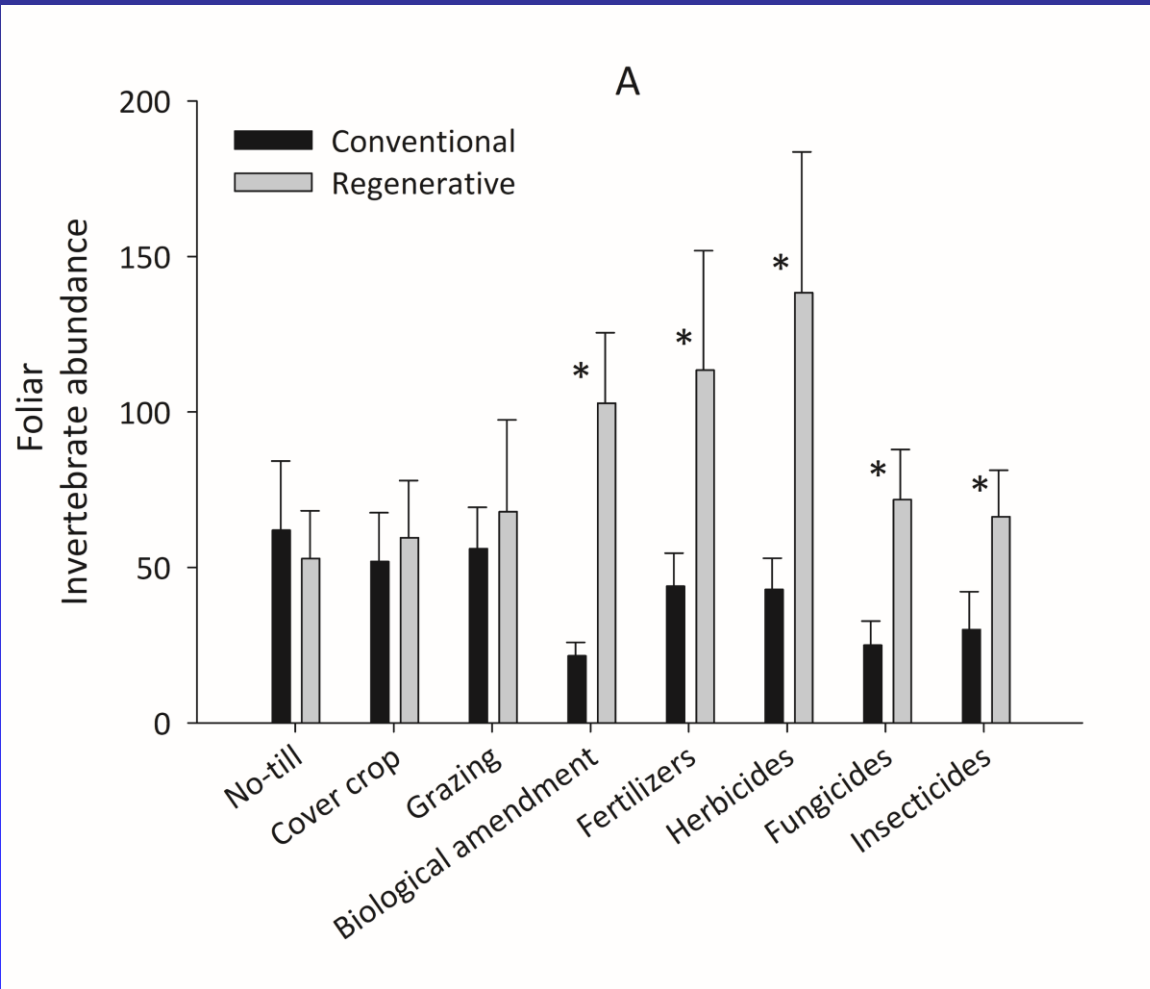 A
200
150
100
50
0
Conventional
Regenerative
Foliar
Invertebrate abundance
*
*
*
*
*
No-till
Cover crop
Grazing
Biological amendment
Fertilizers
Herbicides
Fungicides
Insecticides